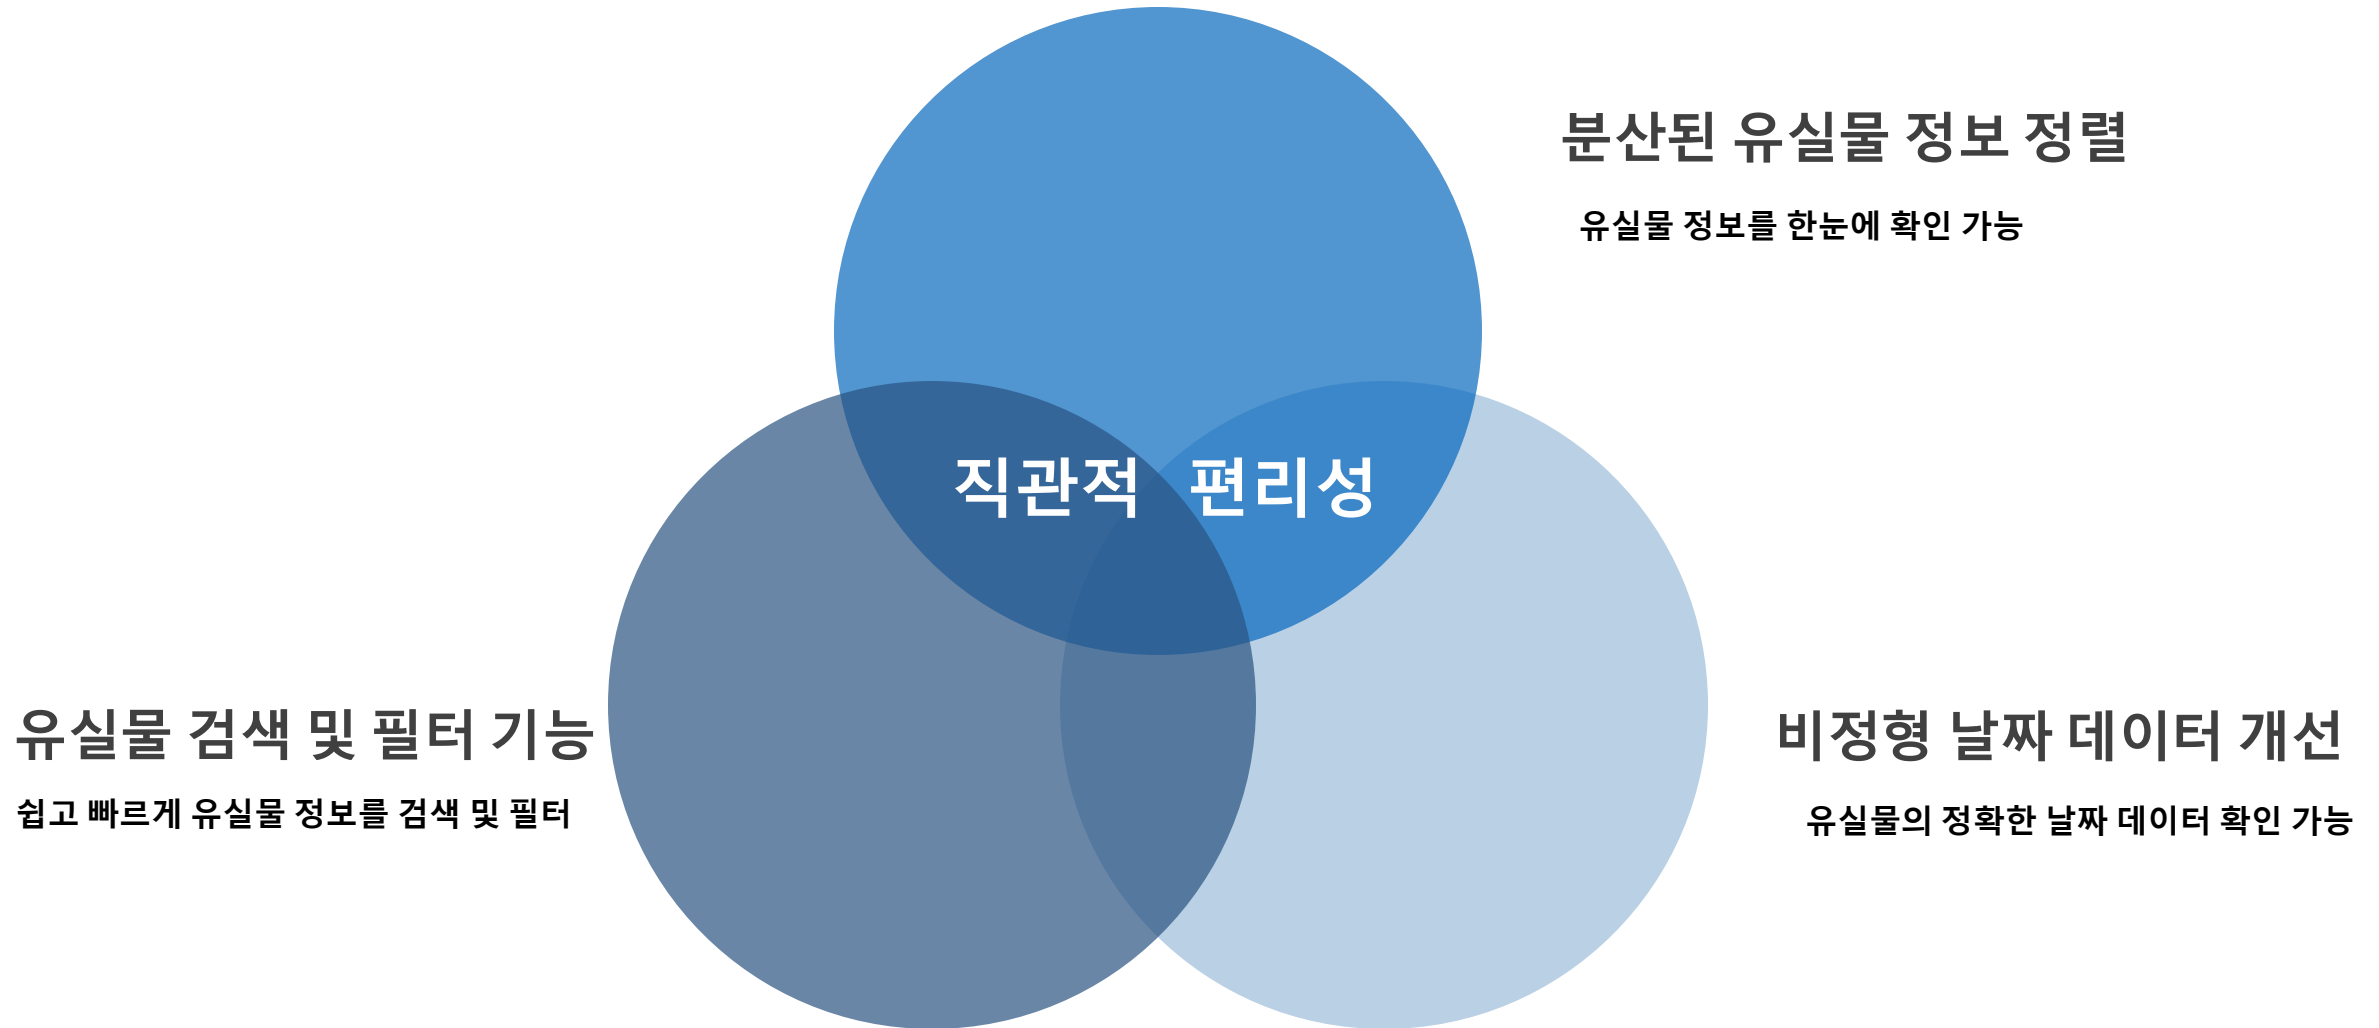 분산된 유실물 정보 정렬
유실물 정보를 한눈에 확인 가능
직관적 편리성
유실물 검색 및 필터 기능
쉽고 빠르게 유실물 정보를 검색 및 필터
비정형 날짜 데이터 개선
유실물의 정확한 날짜 데이터 확인 가능